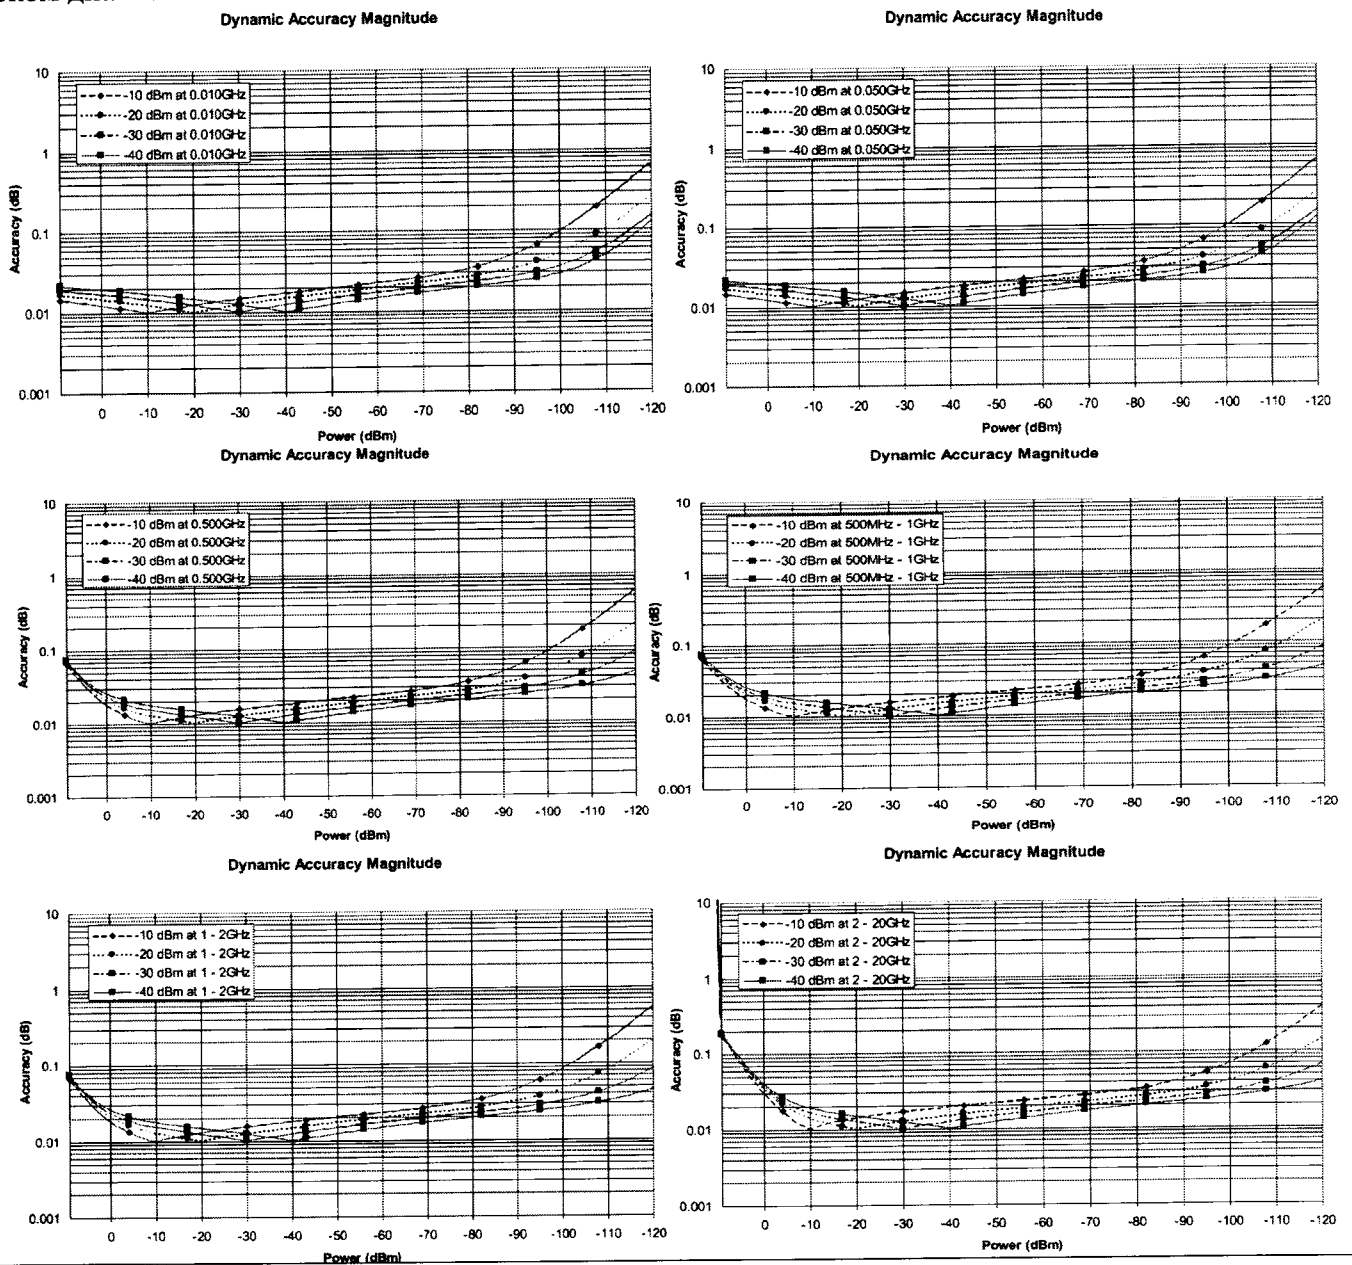 Dynamic Accuracy Magnitude
10
1
0.1
0.01
0.001
Accuracy (dB)
-10 dBm at 0.010GHz
-20 dBm at 0.010GHz
-30 dBm at 0.010GHz
-40 dBm at 0.010GHz
0 -10 -20 -30 -40 -50 -60 -70 -80 -90 -100 -110 -120
Power (dBm)
Dynamic Accuracy Magnitude
10
1
0.1
0.01
0.001
Accuracy (dB)
-10 dBm at 0.050GHz
-20 dBm at 0.050GHz
-30 dBm at 0.050GHz
-40 dBm at 0.050GHz
0 -10 -20 -30 -40 -50 -60 -70 -80 -90 -100 -110 -120
Power (dBm)
Dynamic Accuracy Magnitude
10
1
0.1
0.01
0.001
Accuracy (dB)
-10 dBm at 0.500GHz
-20 dBm at 0.500GHz
-30 dBm at 0.500GHz
-40 dBm at 0.500GHz
0 -10 -20 -30 -40 -50 -60 -70 -80 -90 -100 -110 -120
Power (dBm)
Dynamic Accuracy Magnitude
10
1
0.1
0.01
0.001
Accuracy (dB)
-10 dBm at 500MHz - 1GHz
-20 dBm at 500MHz - 1GHz
-30 dBm at 500MHz - 1GHz
-40 dBm at 500MHz - 1GHz
0 -10 -20 -30 -40 -50 -60 -70 -80 -90 -100 -110 -120
Power (dBm)
Dynamic Accuracy Magnitude
10
1
0.1
0.01
0.001
Accuracy (dB)
-10 dBm at 1 - 2GHz
-20 dBm at 1 - 2GHz
-30 dBm at 1 - 2GHz
-40 dBm at 1 - 2GHz
0 -10 -20 -30 -40 -50 -60 -70 -80 -90 -100 -110 -120
Power (dBm)
Dynamic Accuracy Magnitude
10
1
0.1
0.01
0.001
Accuracy (dB)
-10 dBm at 2 - 20GHz
-20 dBm at 2 - 20GHz
-30 dBm at 2 - 20GHz
-40 dBm at 2 - 20GHz
0 -10 -20 -30 -40 -50 -60 -70 -80 -90 -100 -110 -120
Power (dBm)